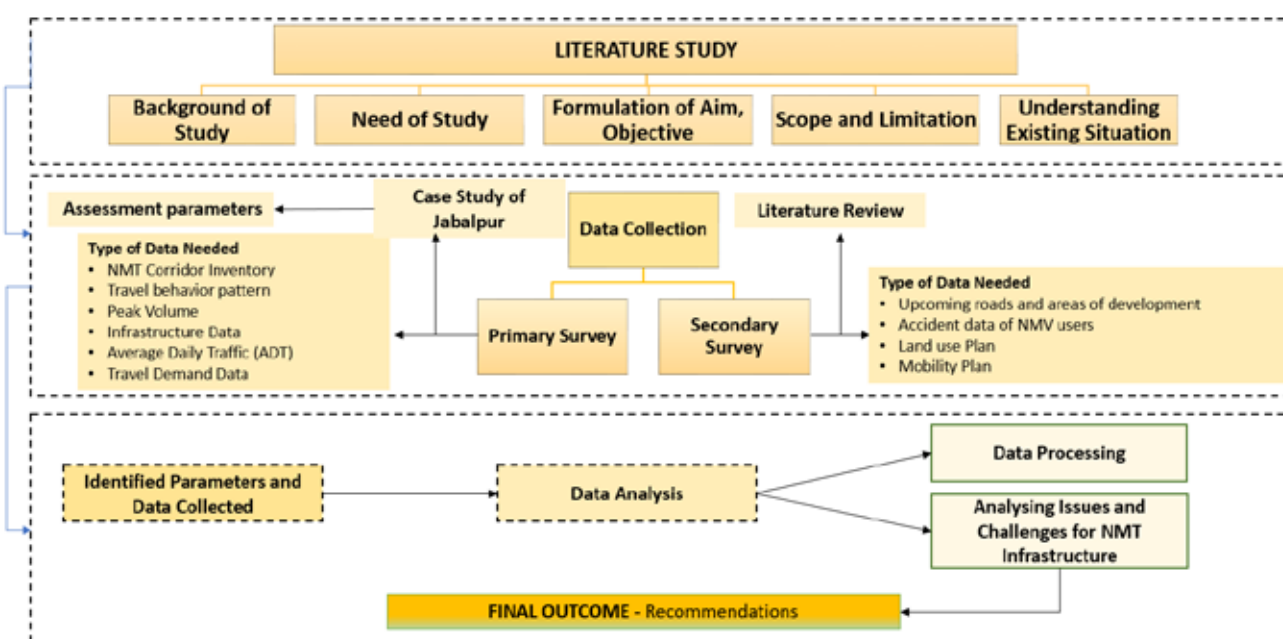 LITERATURE STUDY
Background of
Study
Need of Study
Formulation of Aim,
Objective
Scope and Limitation
Understanding
Existing Situation
Assessment parameters
Case Study of
Jabalpur
Data Collection
Literature Review
Type of Data Needed
• NMT Corridor Inventory
• Travel behavior pattern
• Peak Volume
• Infrastructure Data
• Average Daily Traffic (ADT)
• Travel Demand Data
Primary Survey
Secondary
Survey
Type of Data Needed
• Upcoming roads and areas of development
• Accident data of NMV users
• Land use Plan
• Mobility Plan
Identified Parameters and
Data Collected
Data Analysis
Data Processing
Analysing Issues and
Challenges for NMT
Infrastructure
FINAL OUTCOME - Recommendations